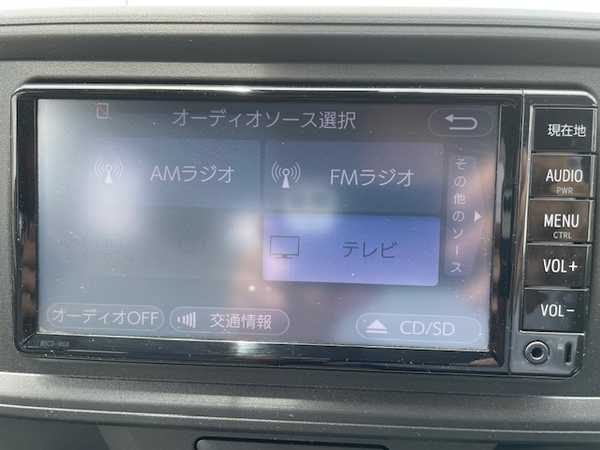 オーディオソース選択
現在地
AMラジオ
FMラジオ
その他のソース
AUDIO
PWR
MENU
CTRL
テレビ
VOL+
VOL-
オーディオOFF
交通情報
CD/SD